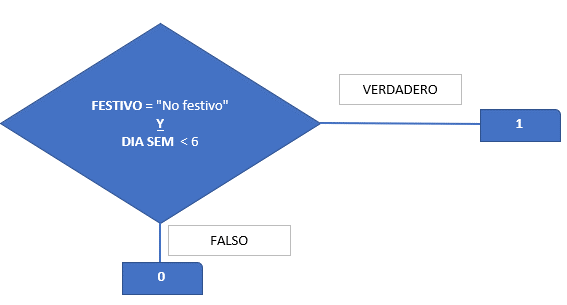 VERDADERO
FESTIVO = "No festivo"
Y
DIA SEM < 6
1
FALSO
0